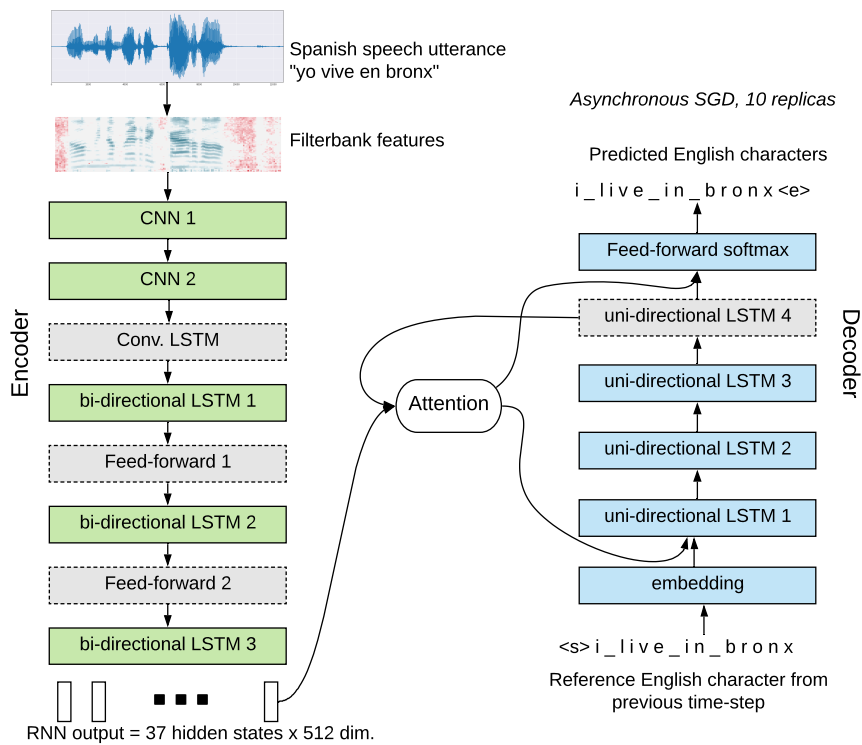 Spanish speech utterance
"yo vive en bronx"
Filterbank features
CNN 1
CNN 2
Conv. LSTM
bi-directional LSTM 1
Feed-forward 1
bi-directional LSTM 2
Feed-forward 2
bi-directional LSTM 3
RNN output = 37 hidden states x 512 dim.
Encoder
Attention
Asynchronous SGD, 10 replicas
Predicted English characters
i _ l i v e _ i n _ b r o n x <e>
Feed-forward softmax
uni-directional LSTM 4
uni-directional LSTM 3
uni-directional LSTM 2
uni-directional LSTM 1
embedding
<s> i _ l i v e _ i n _ b r o n x
Reference English character from
previous time-step
Decoder